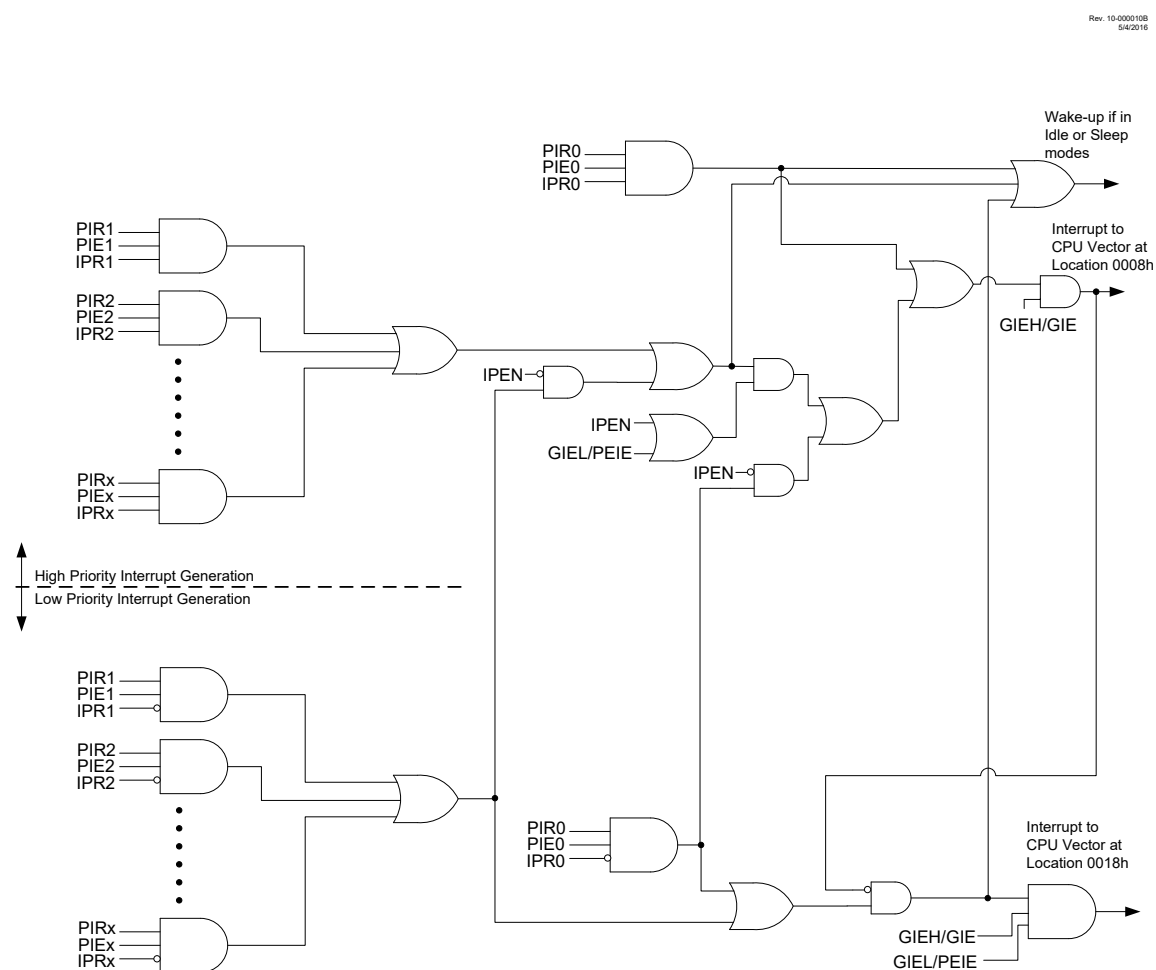 Rev. 10-000010B
5/4/2016
Wake-up if in
Idle or Sleep
modes
PIR0
PIE0
IPR0
PIR1
PIE1
IPR1
Interrupt to
CPU Vector at
Location 0008h
GIEH/GIE
PIR2
PIE2
IPR2
IPEN
IPEN
GIEL/PEIE
IPEN
PIRx
PIEx
IPRx
High Priority Interrupt Generation
Low Priority Interrupt Generation
PIR1
PIE1
IPR1
PIR2
PIE2
IPR2
PIR0
PIE0
IPR0
Interrupt to
CPU Vector at
Location 0018h
PIRx
PIEx
IPRx
GIEH/GIE
GIEL/PEIE